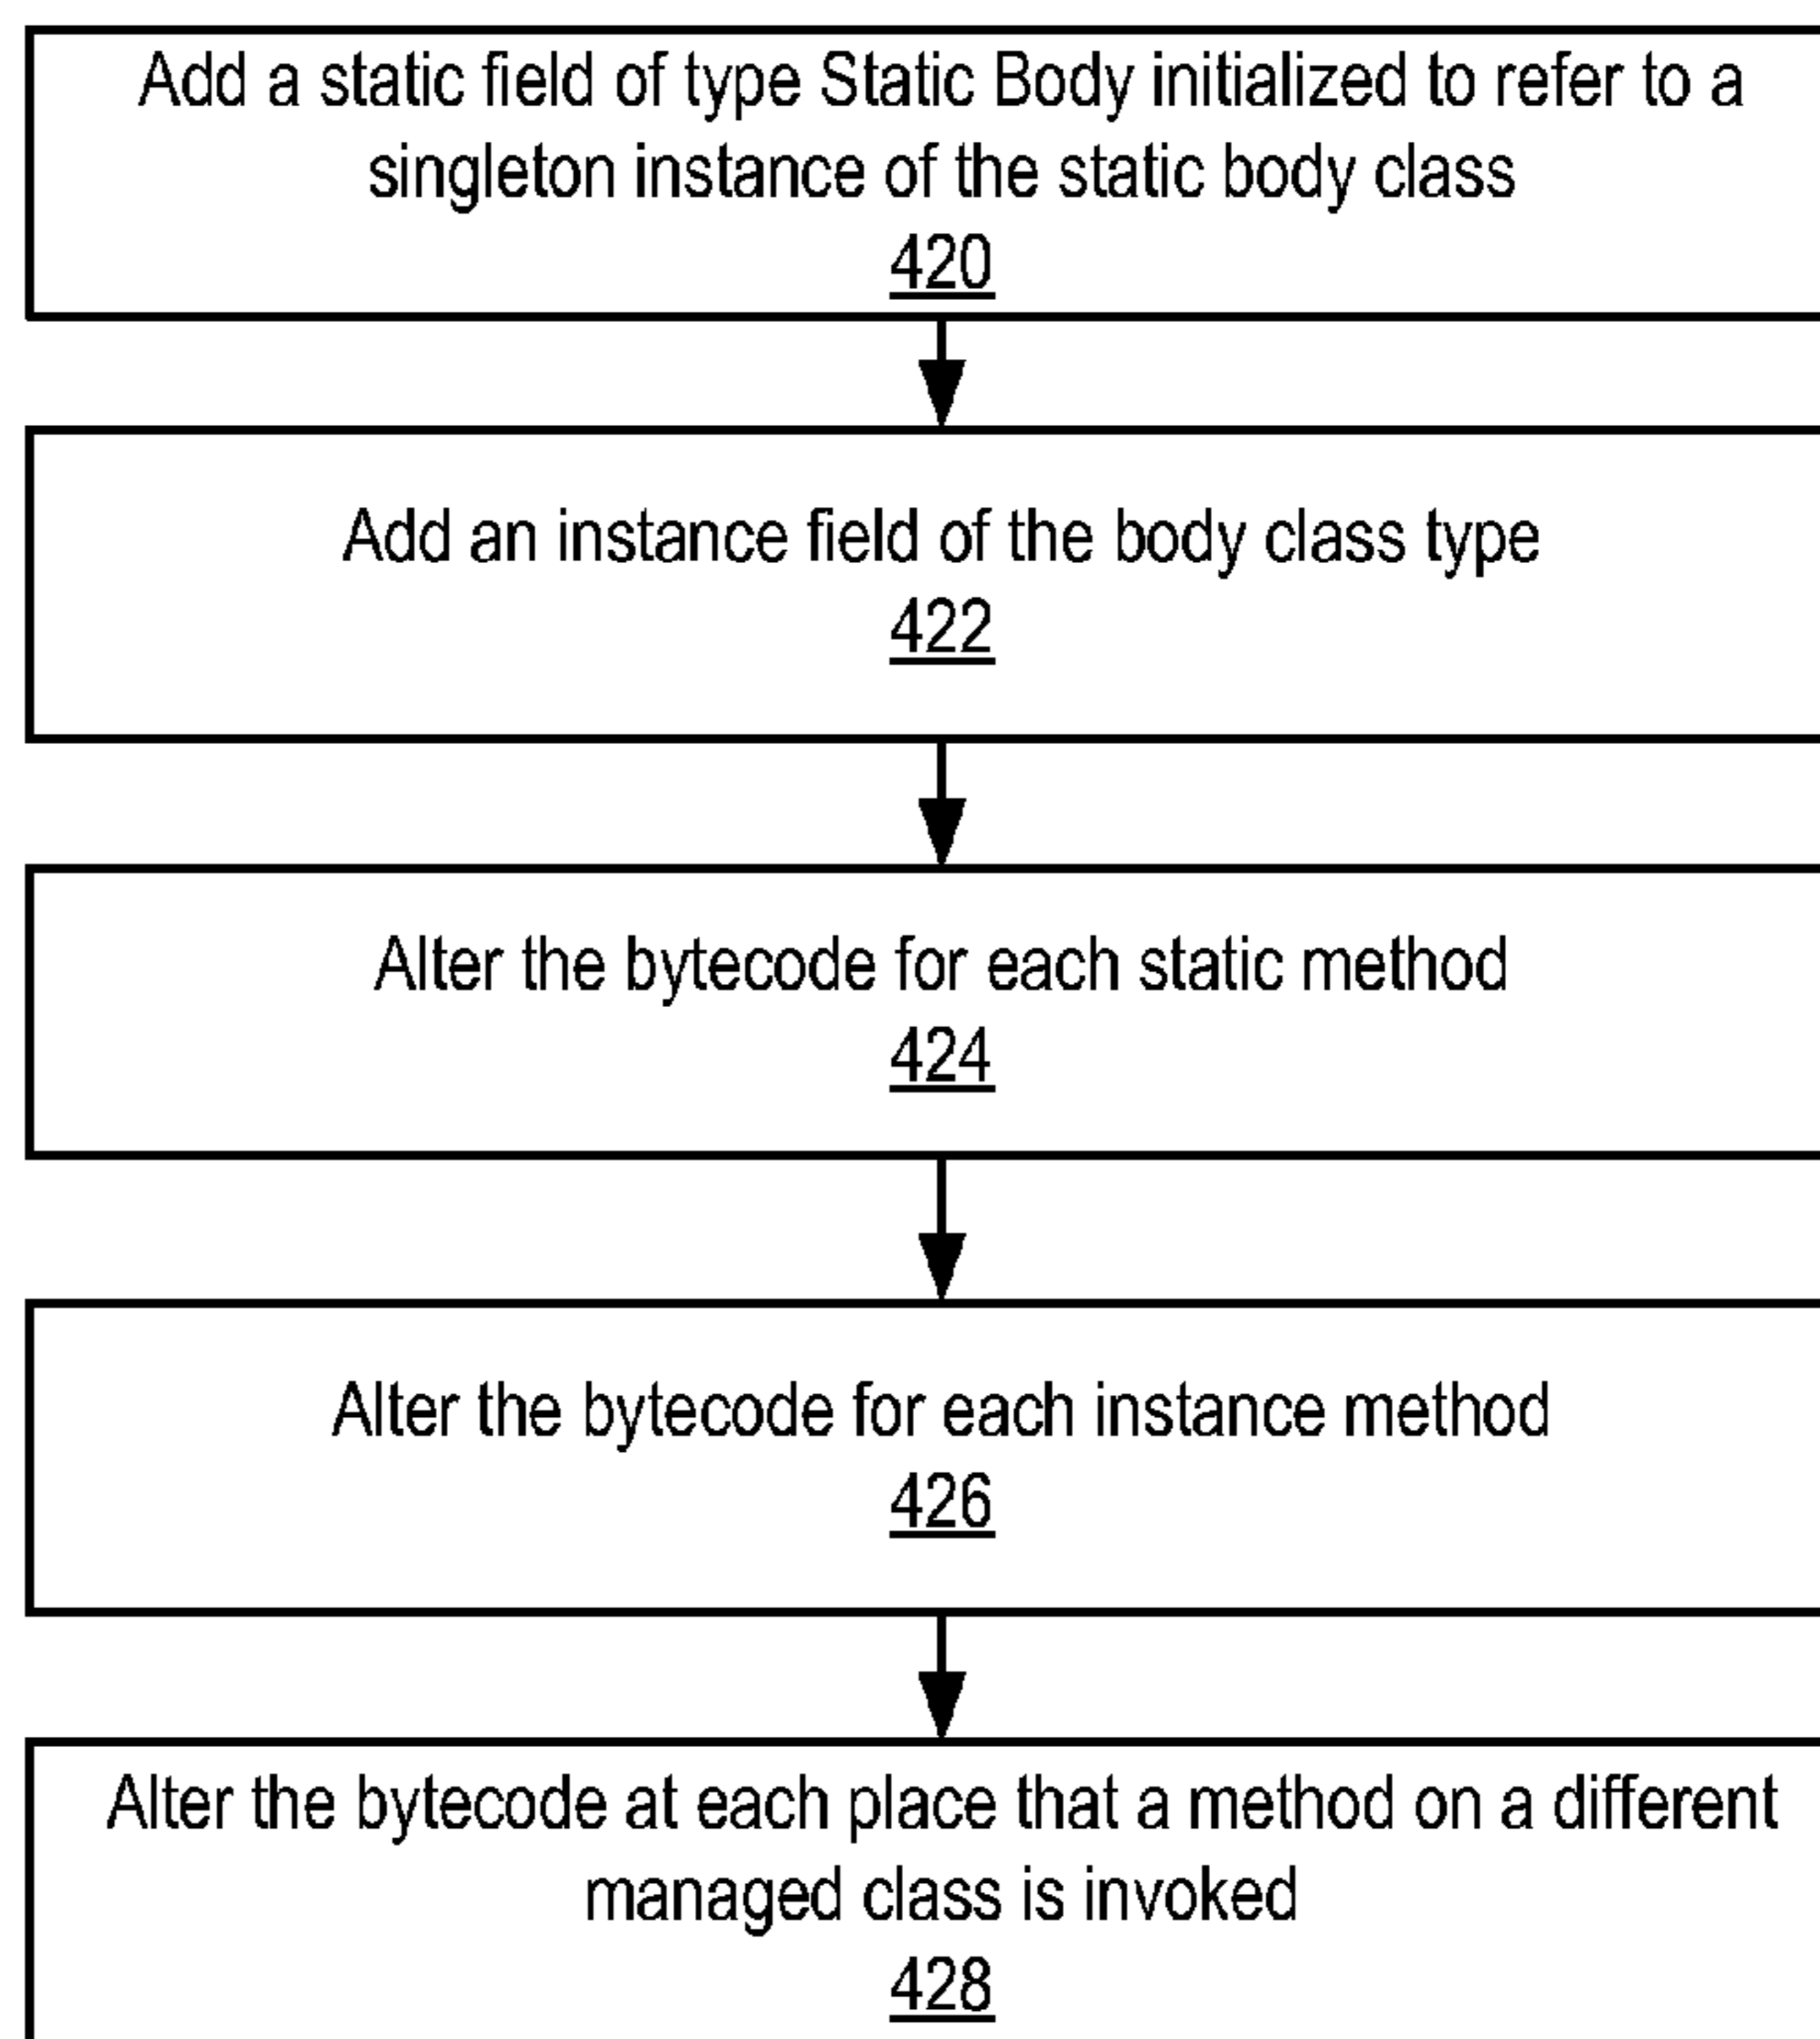 Add a static field of type Static Body initialized to refer to a
singleton instance of the static body class
420
Add an instance field of the body class type
422
Alter the bytecode for each static method
424
Alter the bytecode for each instance method
426
Alter the bytecode at each place that a method on a different
managed class is invoked
428